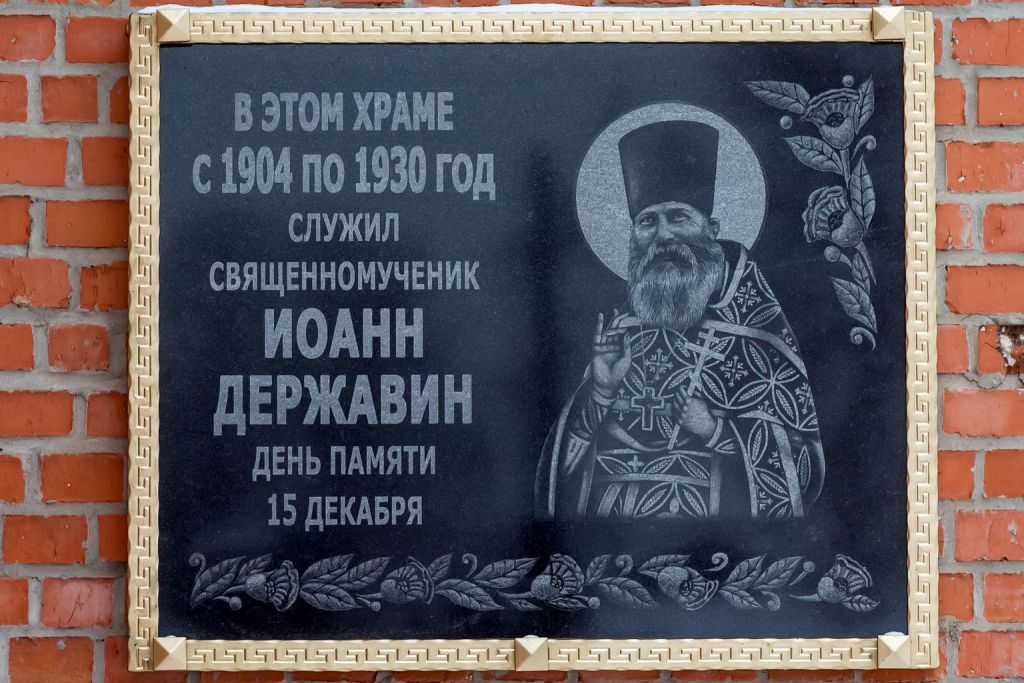 В ЭТОМ ХРАМЕ
С 1904 ПО 1930 ГОД
СЛУЖИЛ
СВЯЩЕННОМУЧЕНИК
ИОАНН
ДЕРЖАВИН
ДЕНЬ ПАМЯТИ
15 ДЕКАБРЯ